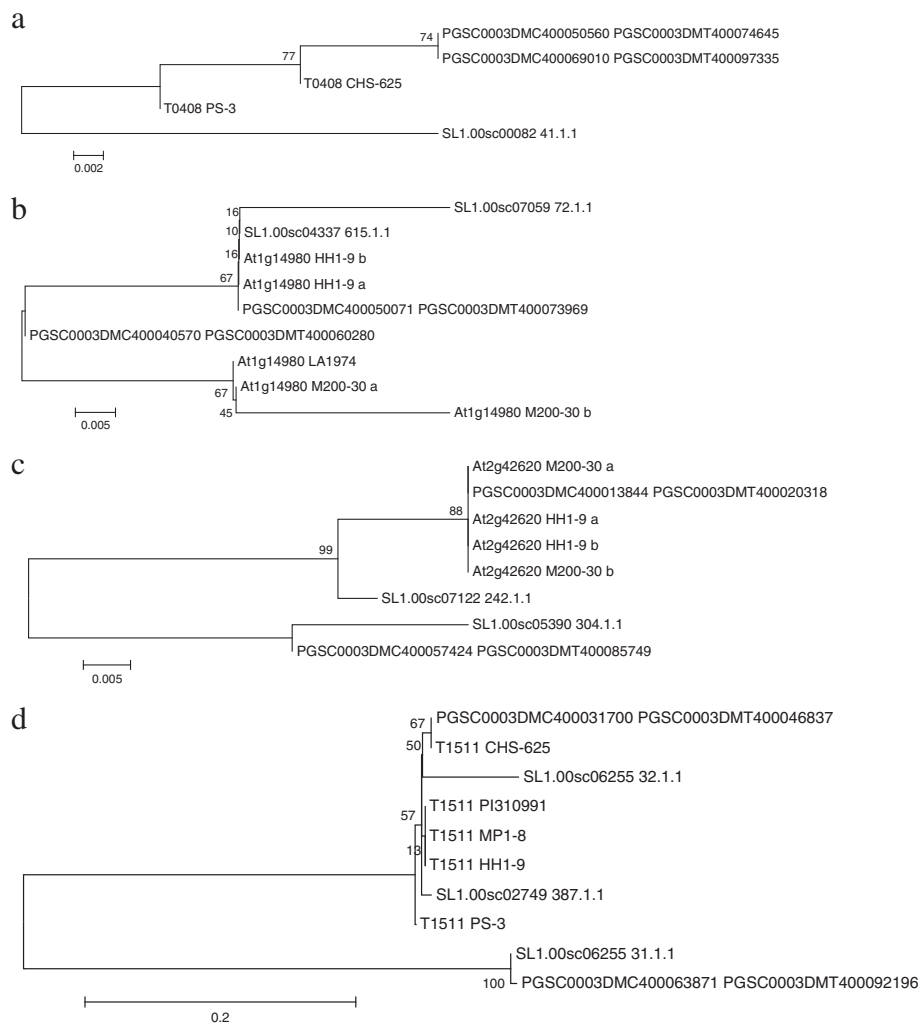 a
74
PGSC0003DMC400050560 PGSC0003DMT400074645
77
PGSC0003DMC400069010 PGSC0003DMT400097335
T0408 CHS-625
T0408 PS-3
SL1.00sc00082 41.1.1
0.002
b
16
SL1.00sc07059 72.1.1
10
SL1.00sc04337 615.1.1
16
At1g14980 HH1-9 b
67
At1g14980 HH1-9 a
PGSC0003DMC400050071 PGSC0003DMT400073969
PGSC0003DMC400040570 PGSC0003DMT400060280
At1g14980 LA1974
67
At1g14980 M200-30 a
45
At1g14980 M200-30 b
0.005
c
At2g42620 M200-30 a
PGSC0003DMC400013844 PGSC0003DMT400020318
88
At2g42620 HH1-9 a
At2g42620 HH1-9 b
99
At2g42620 M200-30 b
SL1.00sc07122 242.1.1
SL1.00sc05390 304.1.1
PGSC0003DMC400057424 PGSC0003DMT400085749
0.005
d
67
PGSC0003DMC400031700 PGSC0003DMT400046837
50
T1511 CHS-625
SL1.00sc06255 32.1.1
57
T1511 PI310991
T1511 MP1-8
13
T1511 HH1-9
SL1.00sc02749 387.1.1
T1511 PS-3
SL1.00sc06255 31.1.1
100
PGSC0003DMC400063871 PGSC0003DMT400092196
0.2